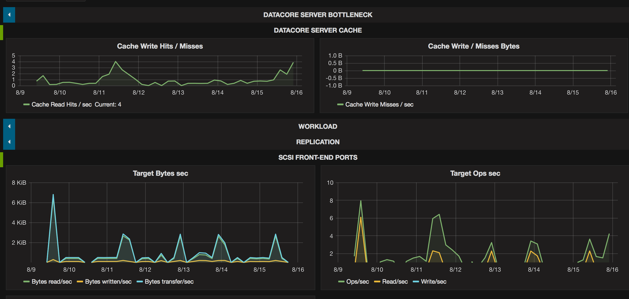 DATACORE SERVER BOTTLENECK
DATACORE SERVER CACHE
Cache Write Hits / Misses
5
4
3
2
1
0
8/9 8/10 8/11 8/12 8/13 8/14 8/15 8/16
Cache Read Hits / sec Current: 4
Cache Write / Misses Bytes
1.0 B
0.5 B
0 B
-0.5 B
-1.0 B
8/9 8/10 8/11 8/12 8/13 8/14 8/15 8/16
Cache Write Misses / sec
WORKLOAD
REPLICATION
SCSI FRONT-END PORTS
Target Bytes sec
8 KiB
6 KiB
4 KiB
2 KiB
8/9 8/10 8/11 8/12 8/13 8/14 8/15 8/16
Bytes read/sec Bytes written/sec Bytes transfer/sec
Target Ops sec
10
8
6
4
2
8/9 8/10 8/11 8/12 8/13 8/14 8/15 8/16
Ops/sec Read/sec Write/sec